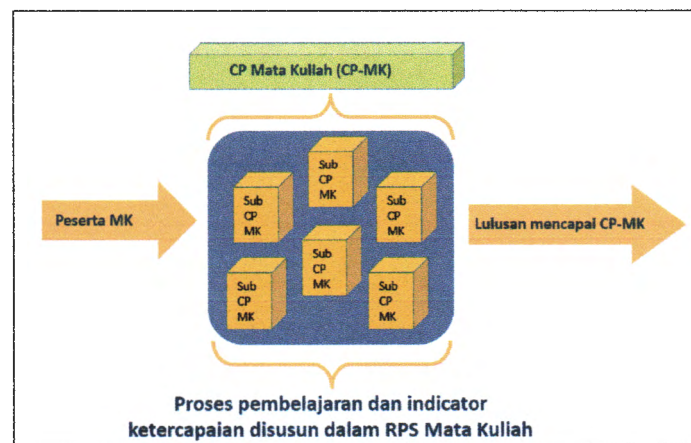 CP Mata Kuliah (CP-MK)
Sub
CP
MK
Sub
CP
MK
Sub
CP
MK
Peserta MK
Lulusan mencapai CP-MK
Sub
CP
MK
Sub
CP
MK
Sub
CP
MK
Proses pembelajaran dan indicator
ketercapaian disusun dalam RPS Mata Kuliah